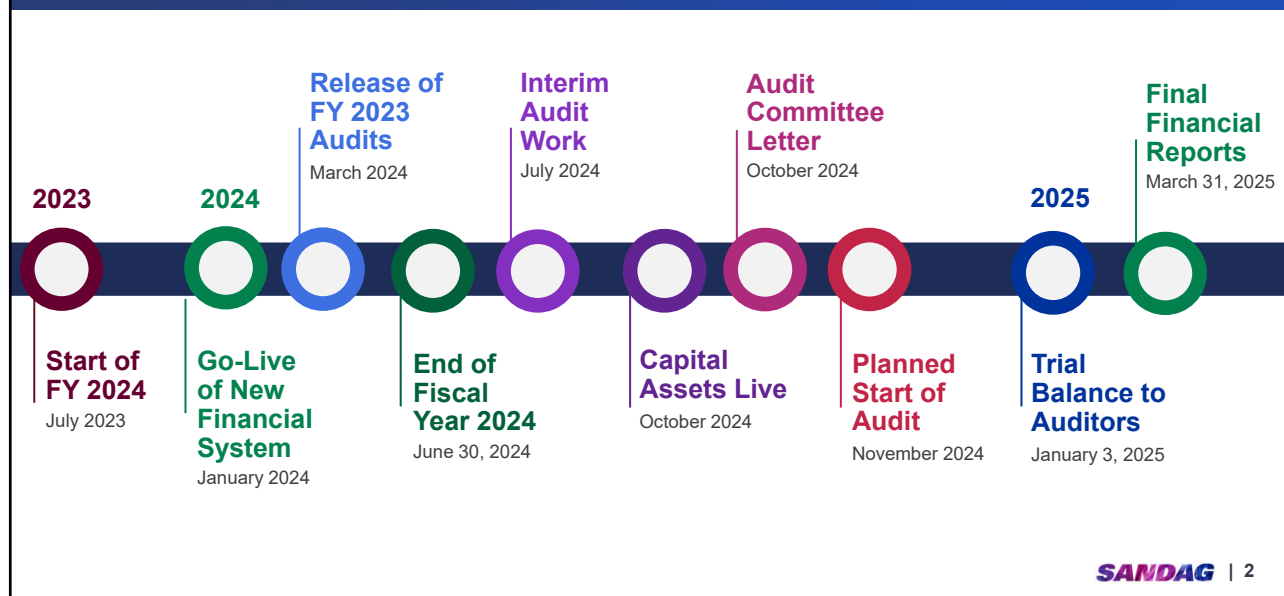 2023
Start of
FY 2024
July 2023
2024
Go-Live
of New
Financial
System
January 2024
Release of
FY 2023
Audits
March 2024
End of
Fiscal
Year 2024
June 30, 2024
Interim
Audit
Work
July 2024
Capital
Assets Live
October 2024
Audit
Committee
Letter
October 2024
Planned
Start of
Audit
November 2024
2025
Trial
Balance to
Auditors
January 3, 2025
Final
Financial
Reports
March 31, 2025
SANDAG | 2